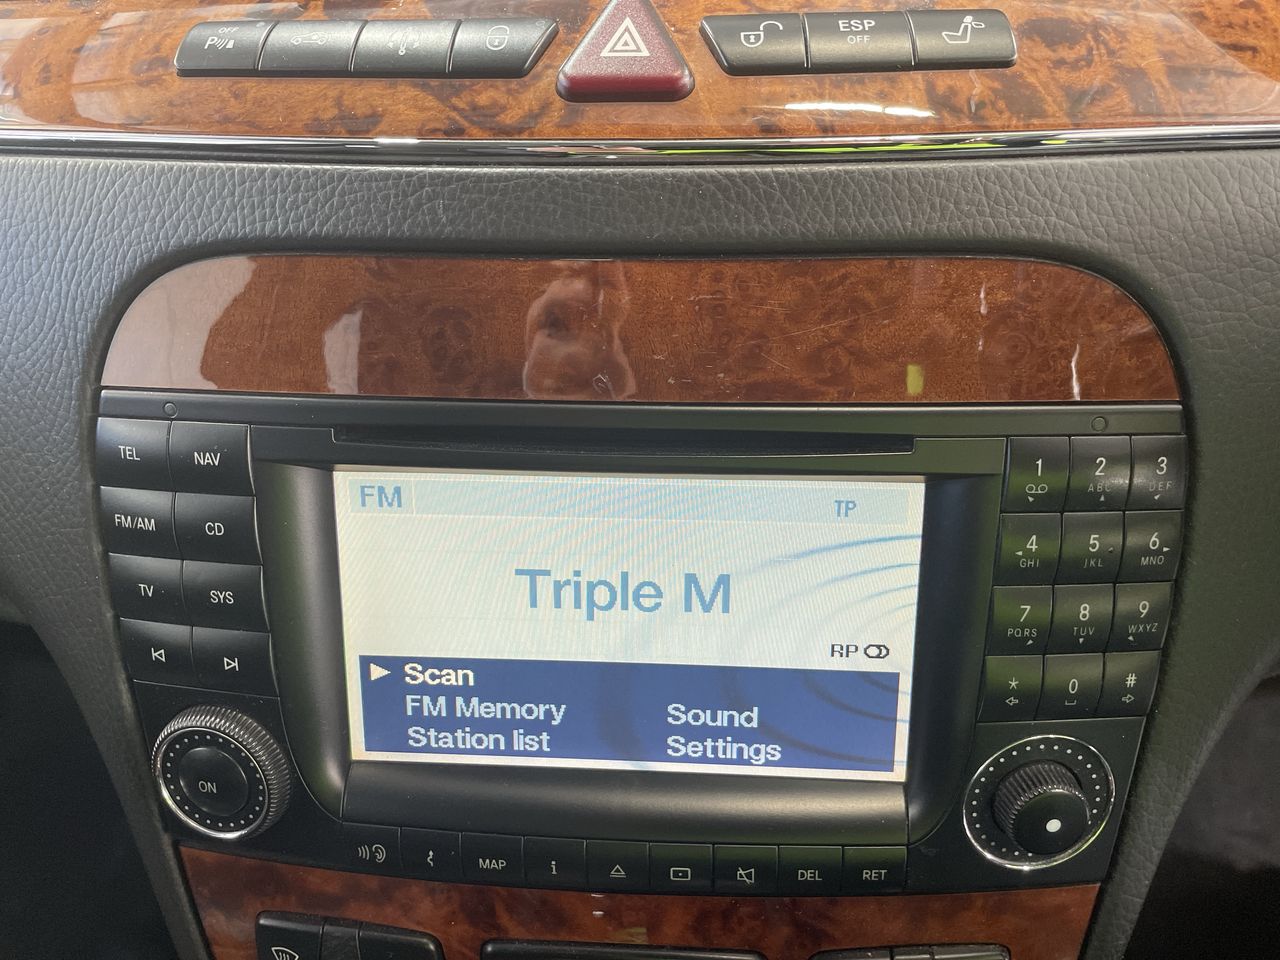 OFF
P
ESP
OFF
TEL
NAV
FM/AM
CD
TV
SYS
ON
FM
TP
Triple M
RP
Scan
FM Memory
Sound
Station list
Settings
1
2
ABC
3
DEF
4
GHI
5
JKL
6
MNO
7
PQRS
8
TUV
9
WXYZ
*
0
#
MAP
i
DEL
RET